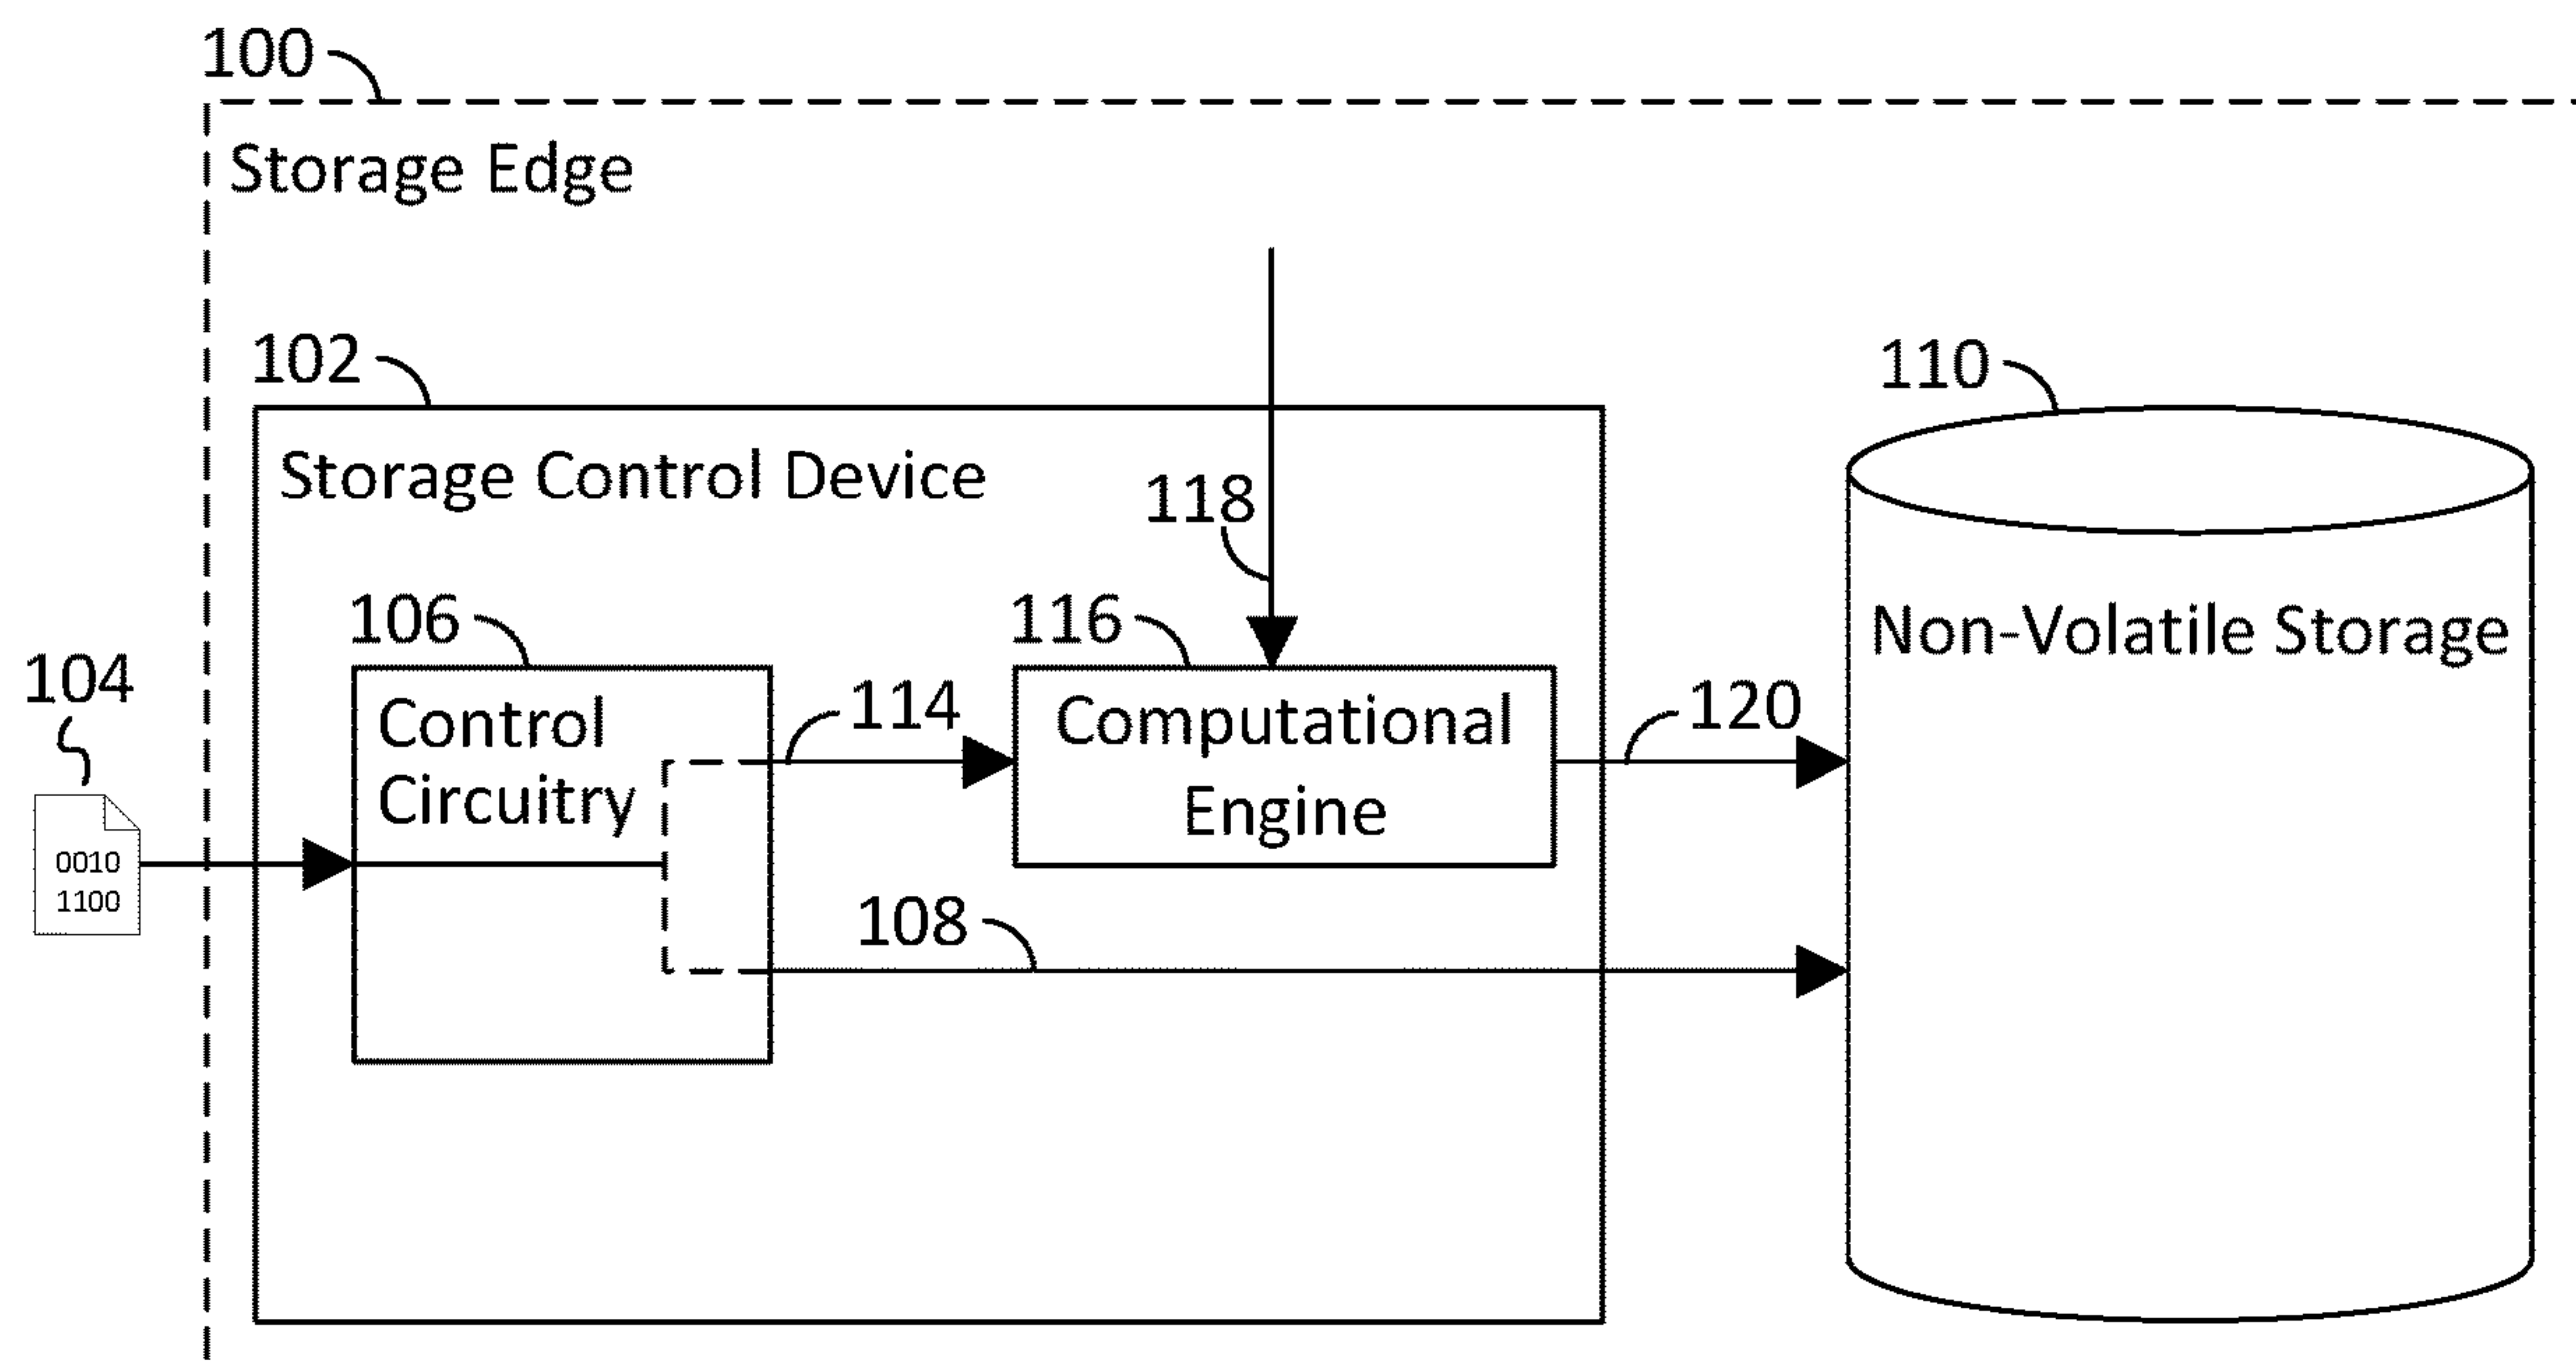 100
Storage Edge
102
110
Storage Control Device
118
106
116
Non-Volatile Storage
104
Control
Circuitry
114
Computational
Engine
120
0010
1100
108